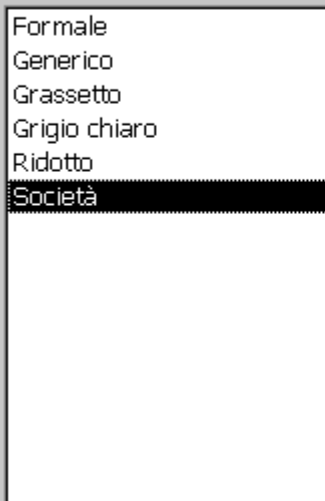 Formale
Generico
Grassetto
Grigio chiaro
Ridotto
Società